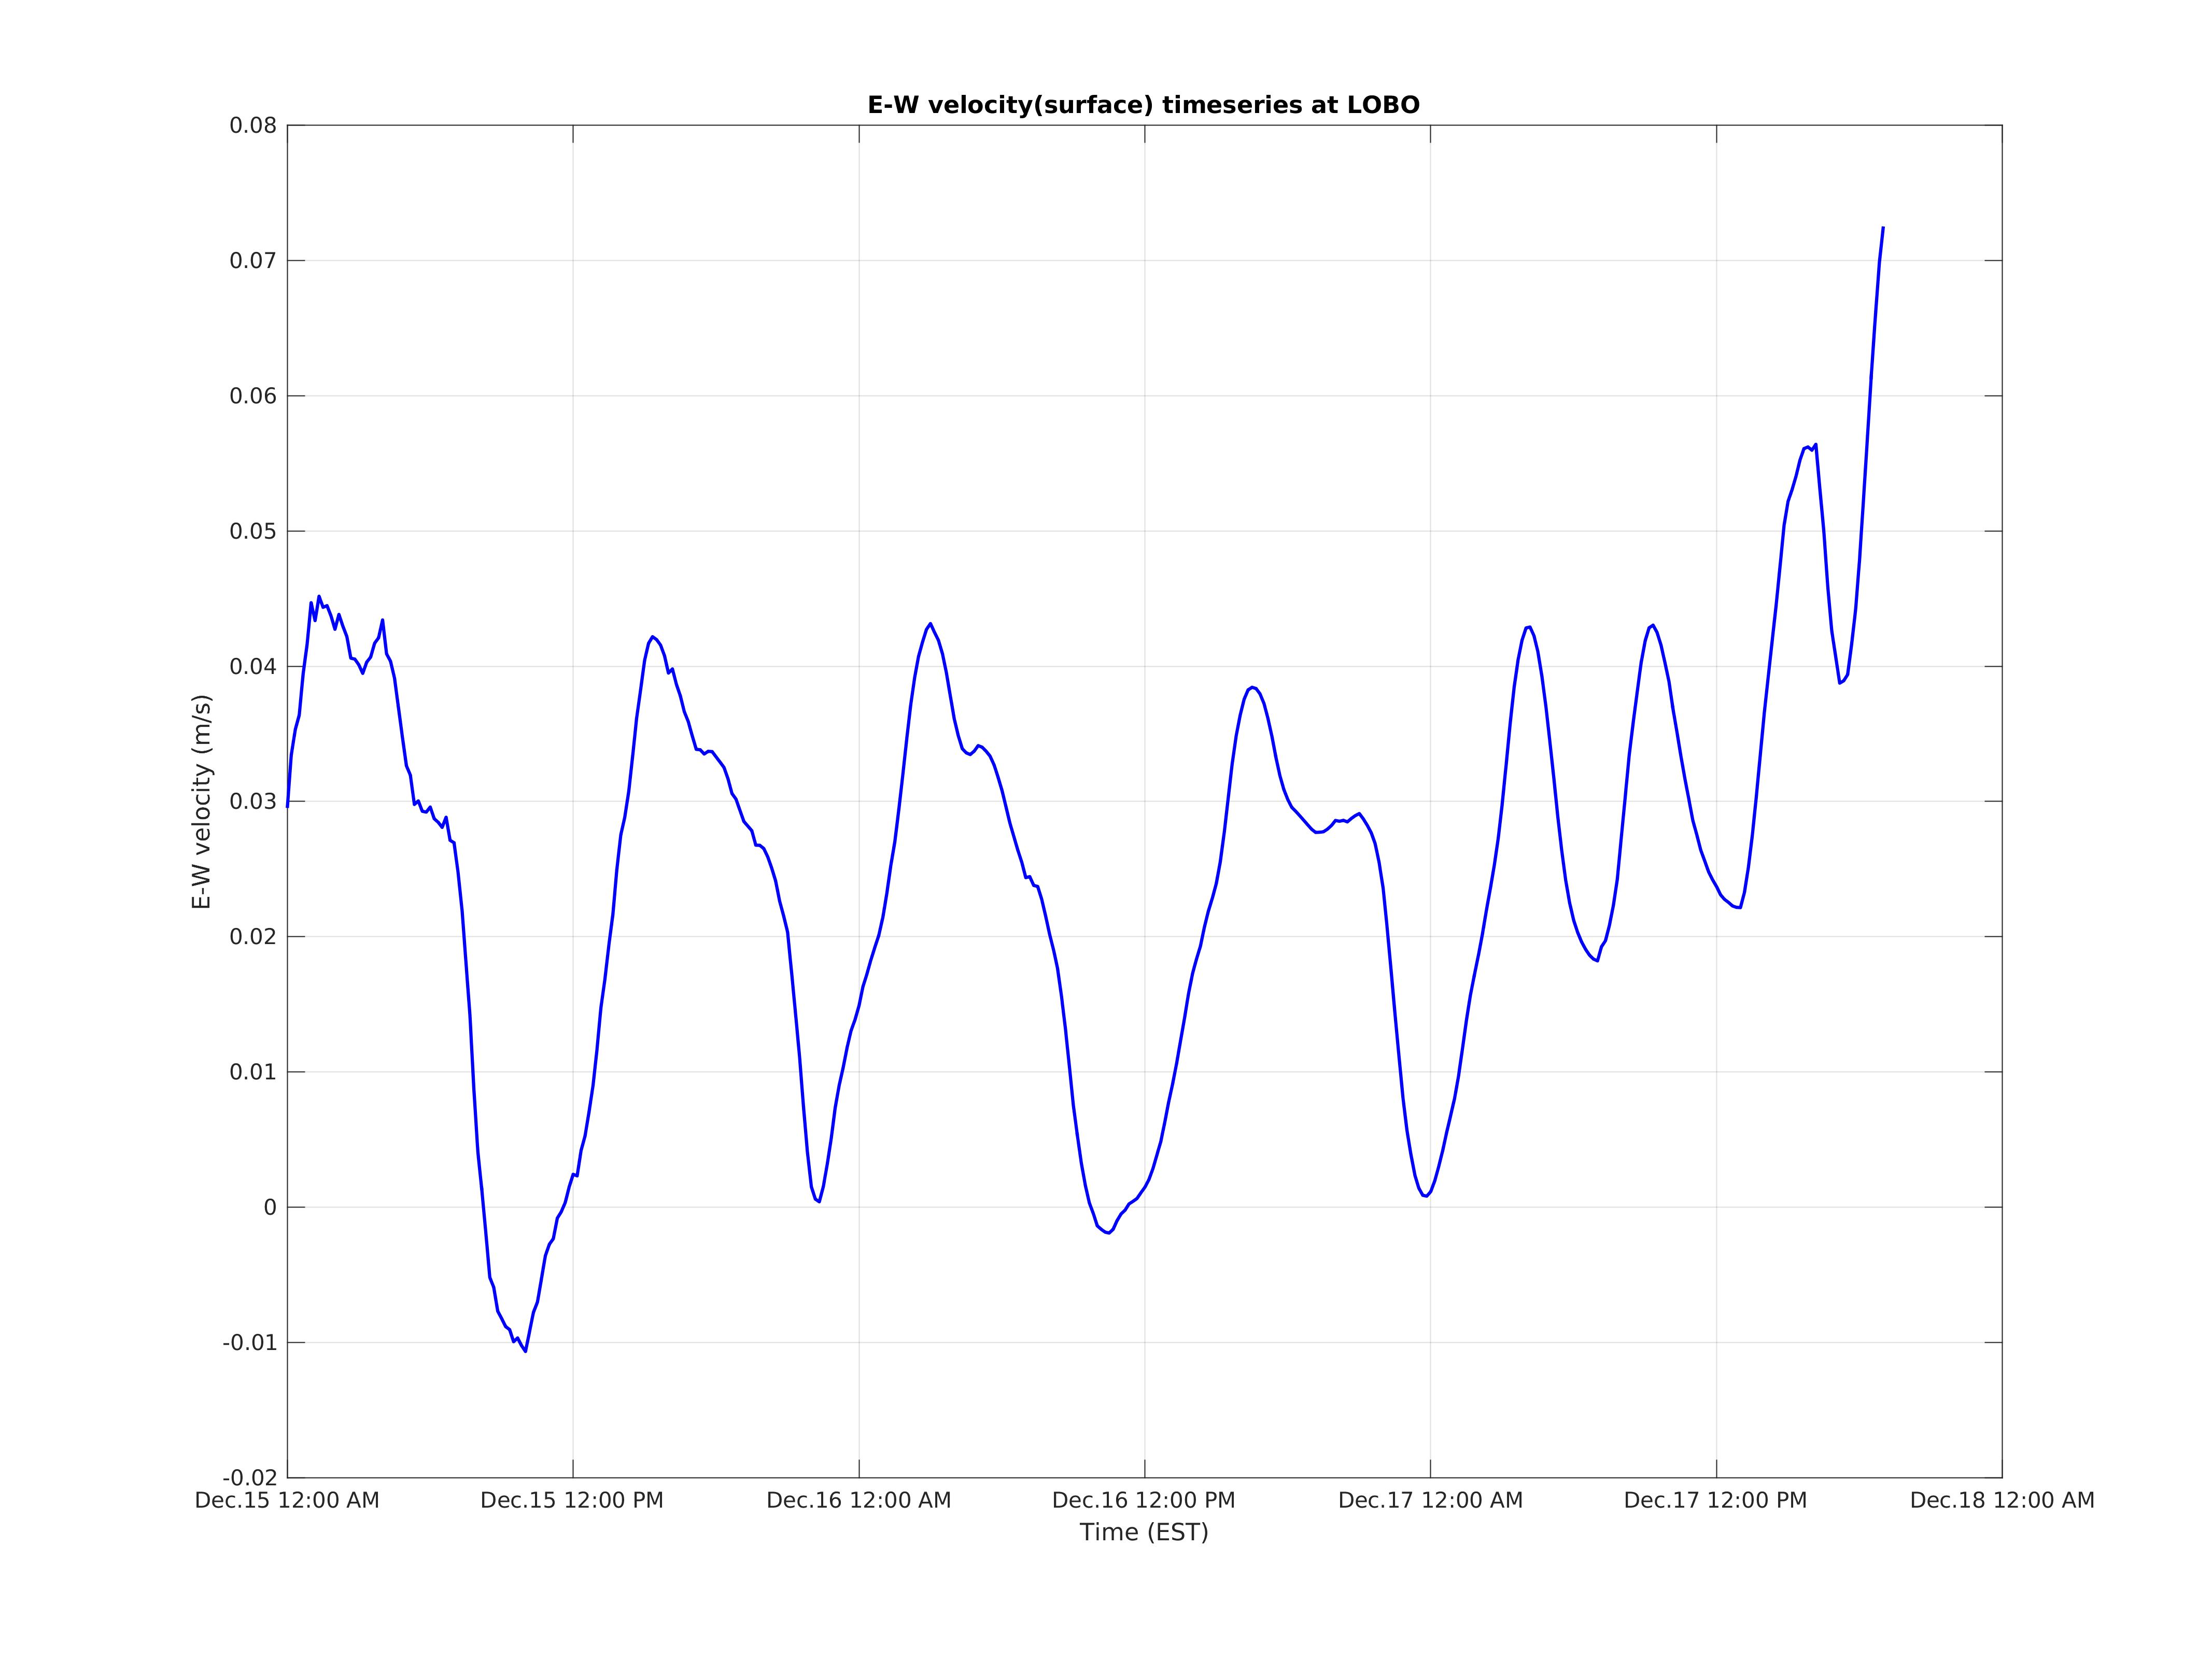 E-W velocity(surface) timeseries at LOBO
0.08
0.07
0.06
0.05
0.04
0.03
0.02
0.01
0
-0.01
-0.02
E-W velocity (m/s)
Dec.15 12:00 AM Dec.15 12:00 PM Dec.16 12:00 AM Dec.16 12:00 PM Dec.17 12:00 AM Dec.17 12:00 PM Dec.18 12:00 AM
Time (EST)